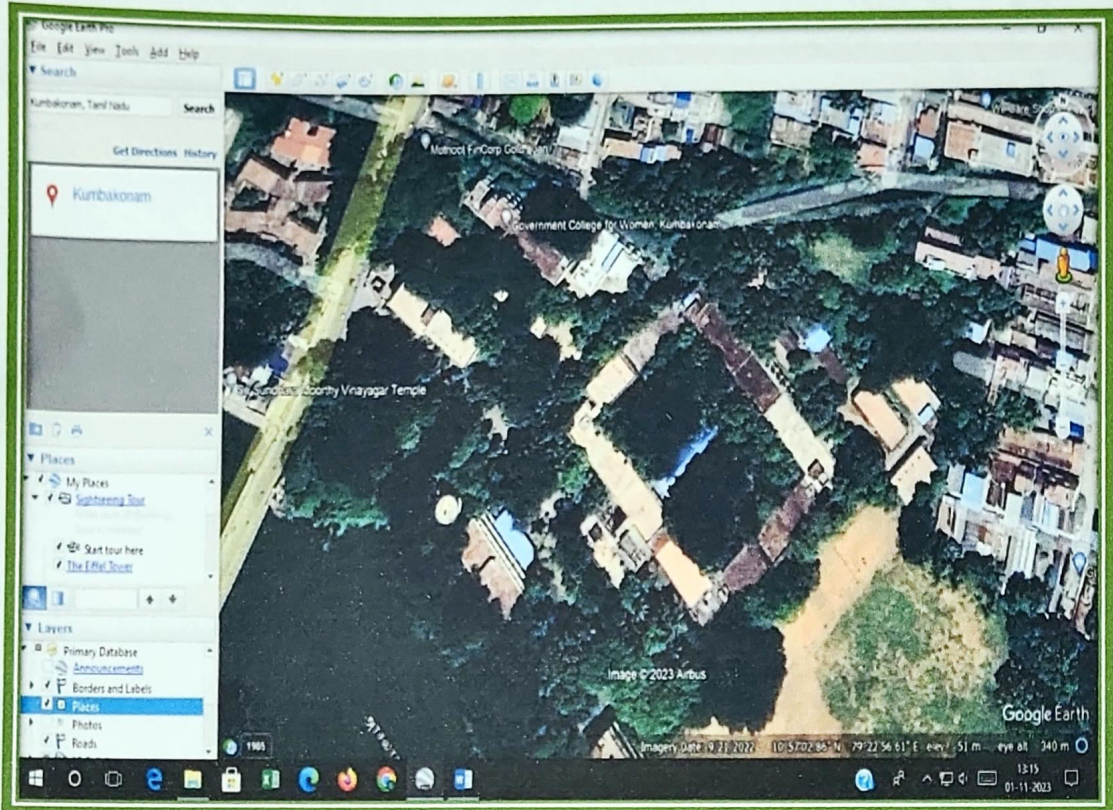 Google Earth Pro
File Edit View Tools Add Help
Search
Kumbakonam, Tamil Nadu Search
Get Directions History
Kumbakonam
Places
My Places
Sightseeing Tour
Start tour here
The Eiffel Tower
Layers
Primary Database
Announcements
Borders and Labels
Places
Photos
Roads
Muthoot FinCorp Gold
Government College for Women, Kumbakonam
Vinayagar Temple
Image © 2023 Airbus
Google Earth
1985
Imagery Date: 9/21/2022 10°57'02.86" N 79°22'56.61" E elev 51 m eye alt 340 m
13:15
01-11-2023